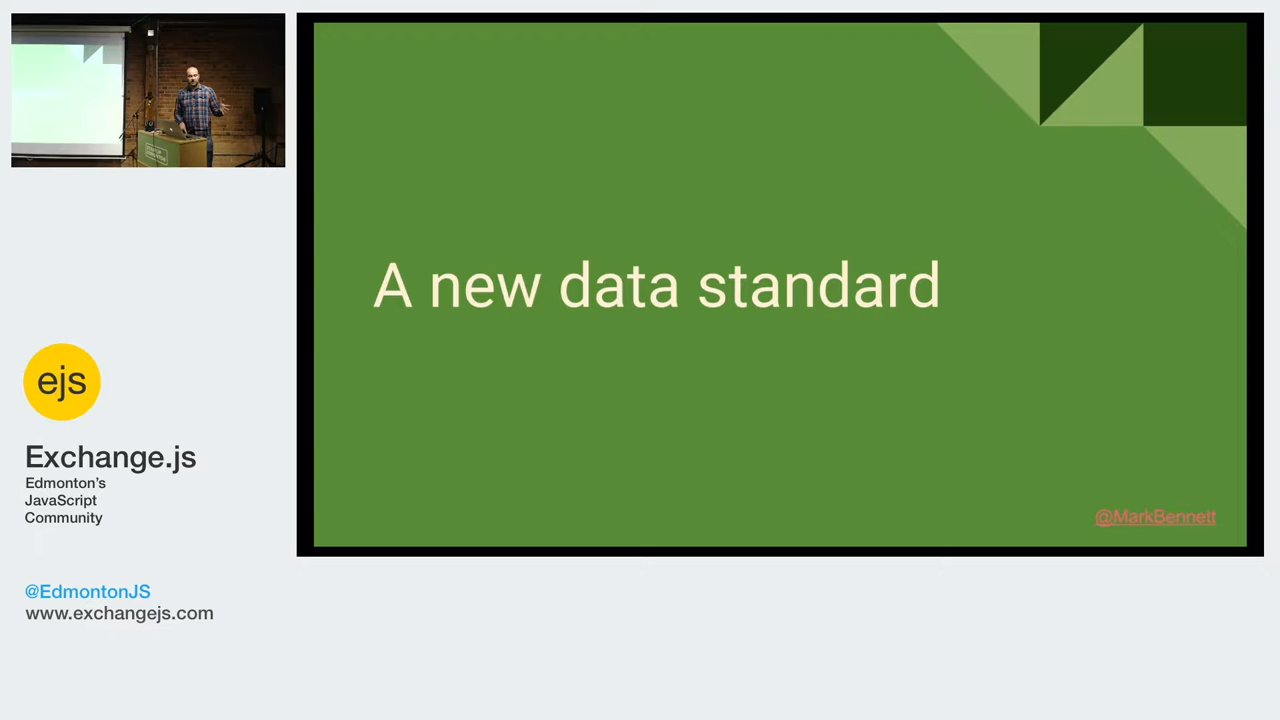 A new data standard
@MarkBennett
ejs
Exchange.js
Edmonton's
JavaScript
Community
@EdmontonJS
www.exchangejs.com